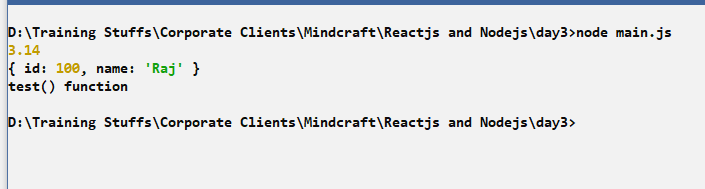 D:\Training Stuffs\Corporate Clients\Mindcraft\Reactjs and Nodejs\day3>node main.js
3.14
{ id: 100, name: 'Raj' }
test() function
D:\Training Stuffs\Corporate Clients\Mindcraft\Reactjs and Nodejs\day3>